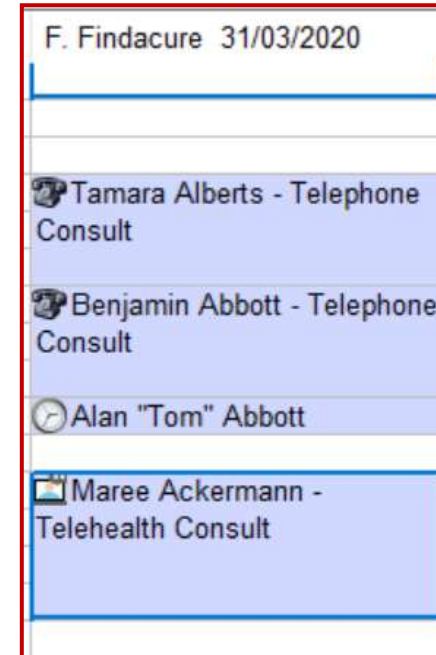 F. Findacure 31/03/2020
Tamara Alberts - Telephone
Consult
Benjamin Abbott - Telephone
Consult
Alan "Tom" Abbott
Maree Ackermann -
Telehealth Consult